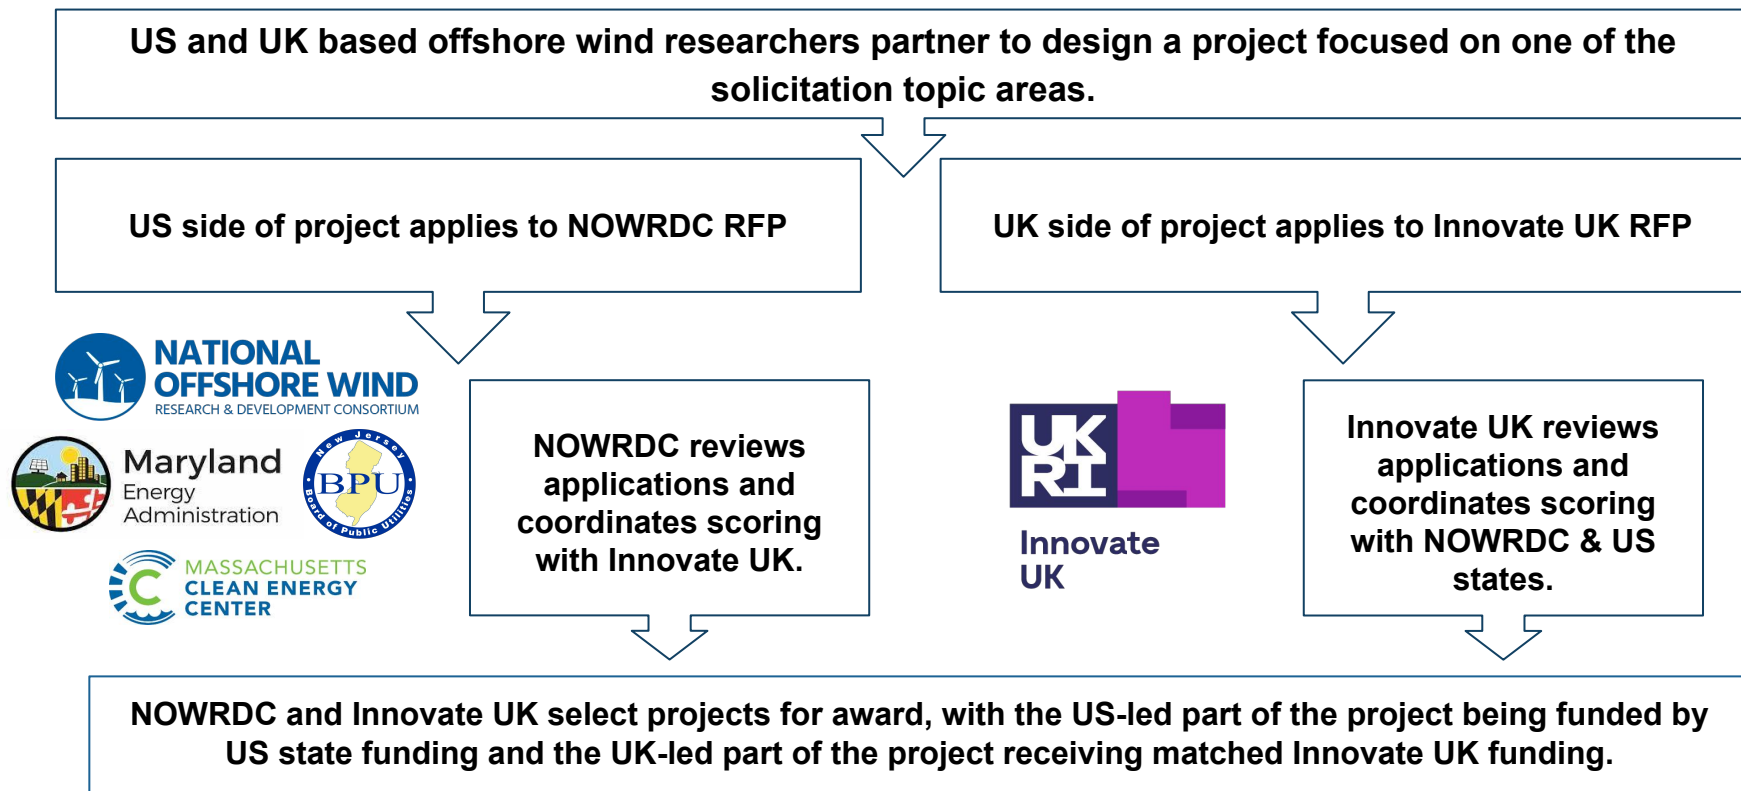 US and UK based offshore wind researchers partner to design a project focused on one of the
solicitation topic areas.
US side of project applies to NOWRDC RFP
UK side of project applies to Innovate UK RFP
NATIONAL
OFFSHORE WIND
RESEARCH & DEVELOPMENT CONSORTIUM
Maryland
Energy
Administration
New Jersey
BPU
Board of Public Utilities
MASSACHUSETTS
CLEAN ENERGY
CENTER
NOWRDC reviews
applications and
coordinates scoring
with Innovate UK.
UK
RI
Innovate
UK
Innovate UK reviews
applications and
coordinates scoring
with NOWRDC & US
states.
NOWRDC and Innovate UK select projects for award, with the US-led part of the project being funded by
US state funding and the UK-led part of the project receiving matched Innovate UK funding.